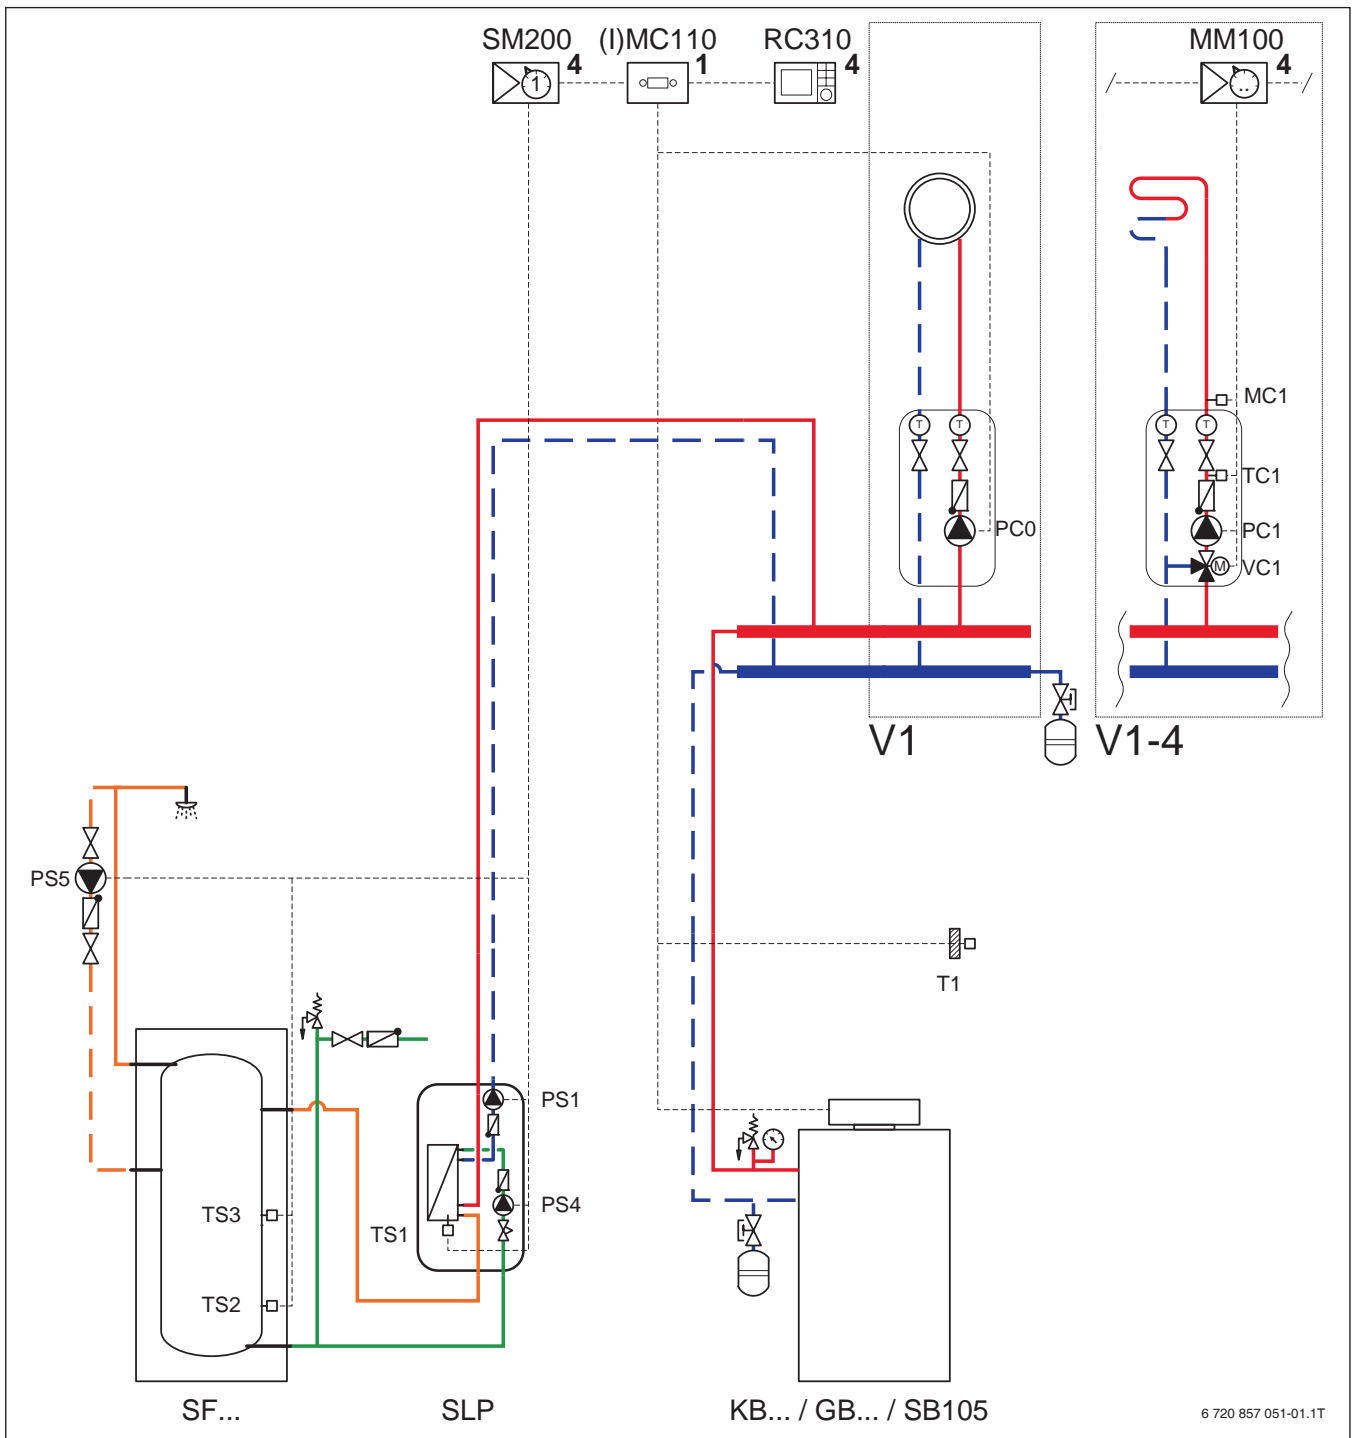 SM200 (I)MC110 RC310 MM100
4 1 4 4
1 ..
MC1
T T T T
TC1
PC0 PC1
M VC1
V1 V1-4
PS5
T1
PS1
TS3 PS4
TS1
TS2
SF... SLP KB... / GB... / SB105
6 720 857 051-01.1T